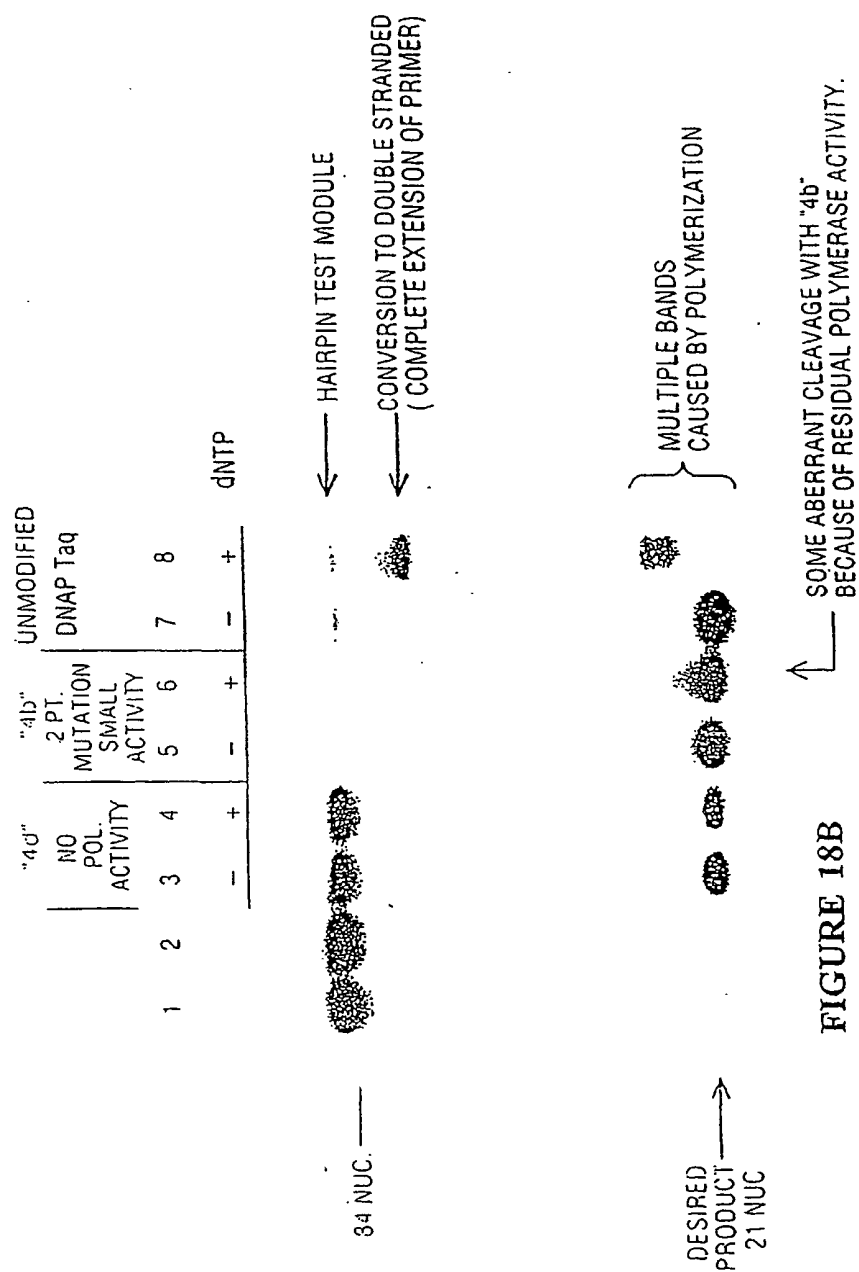 "4d"
NO
POL.
ACTIVITY
"4b"
2 PT.
MUTATION
SMALL
ACTIVITY
UNMODIFIED
DNAP Taq
1 2 3 4 5 6 7 8
− + − + − + dNTP
84 NUC.
HAIRPIN TEST MODULE
CONVERSION TO DOUBLE STRANDED
( COMPLETE EXTENSION OF PRIMER)
DESIRED
PRODUCT
21 NUC
MULTIPLE BANDS
CAUSED BY POLYMERIZATION
SOME ABERRANT CLEAVAGE WITH "4b"
BECAUSE OF RESIDUAL POLYMERASE ACTIVITY.
FIGURE 18B